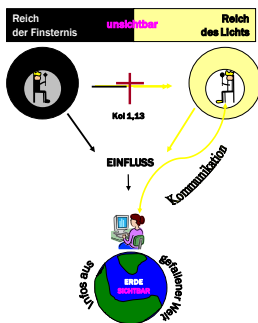 Reich
der Finsternis
unsichtbar
Reich
des Lichts
Kol 1,13
EINFLUSS
Kommunikation
Infos aus
gefallener Welt
ERDE
SICHTBAR